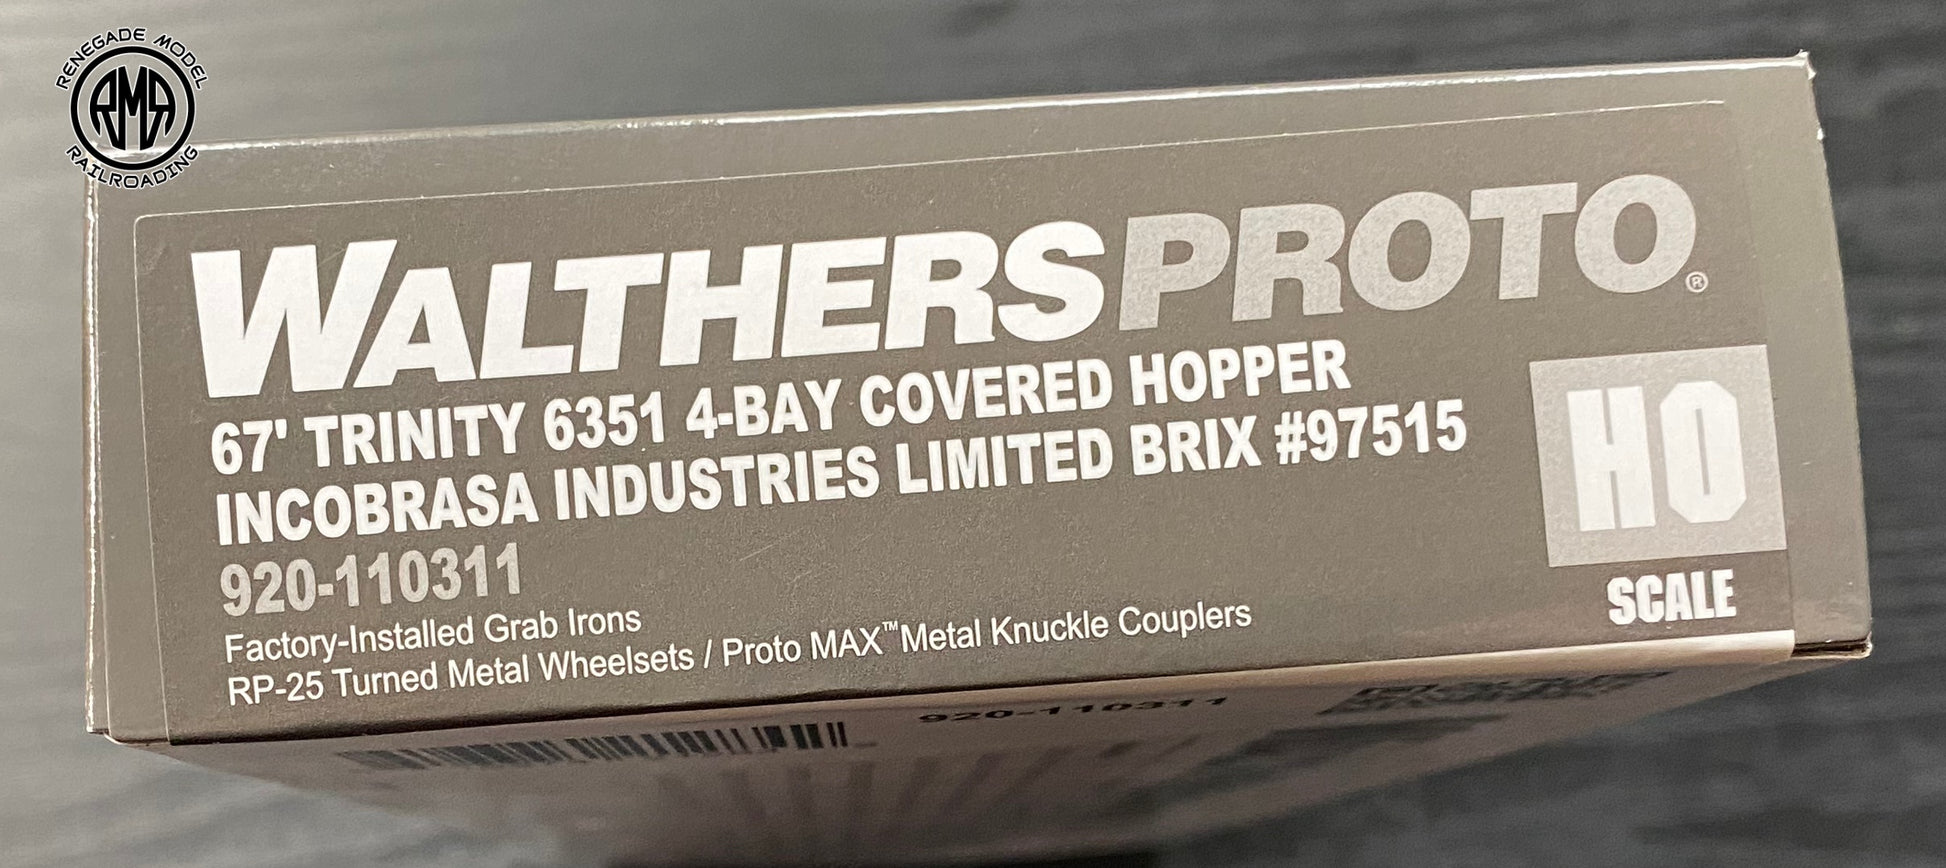 RENEGADE MODEL
RMR
RAILROADING
WALTHERSPROTO®
67' TRINITY 6351 4-BAY COVERED HOPPER
INCOBRASA INDUSTRIES LIMITED BRIX #97515
920-110311
Factory-Installed Grab Irons
RP-25 Turned Metal Wheelsets / Proto MAX™ Metal Knuckle Couplers
HO
SCALE
920-110311